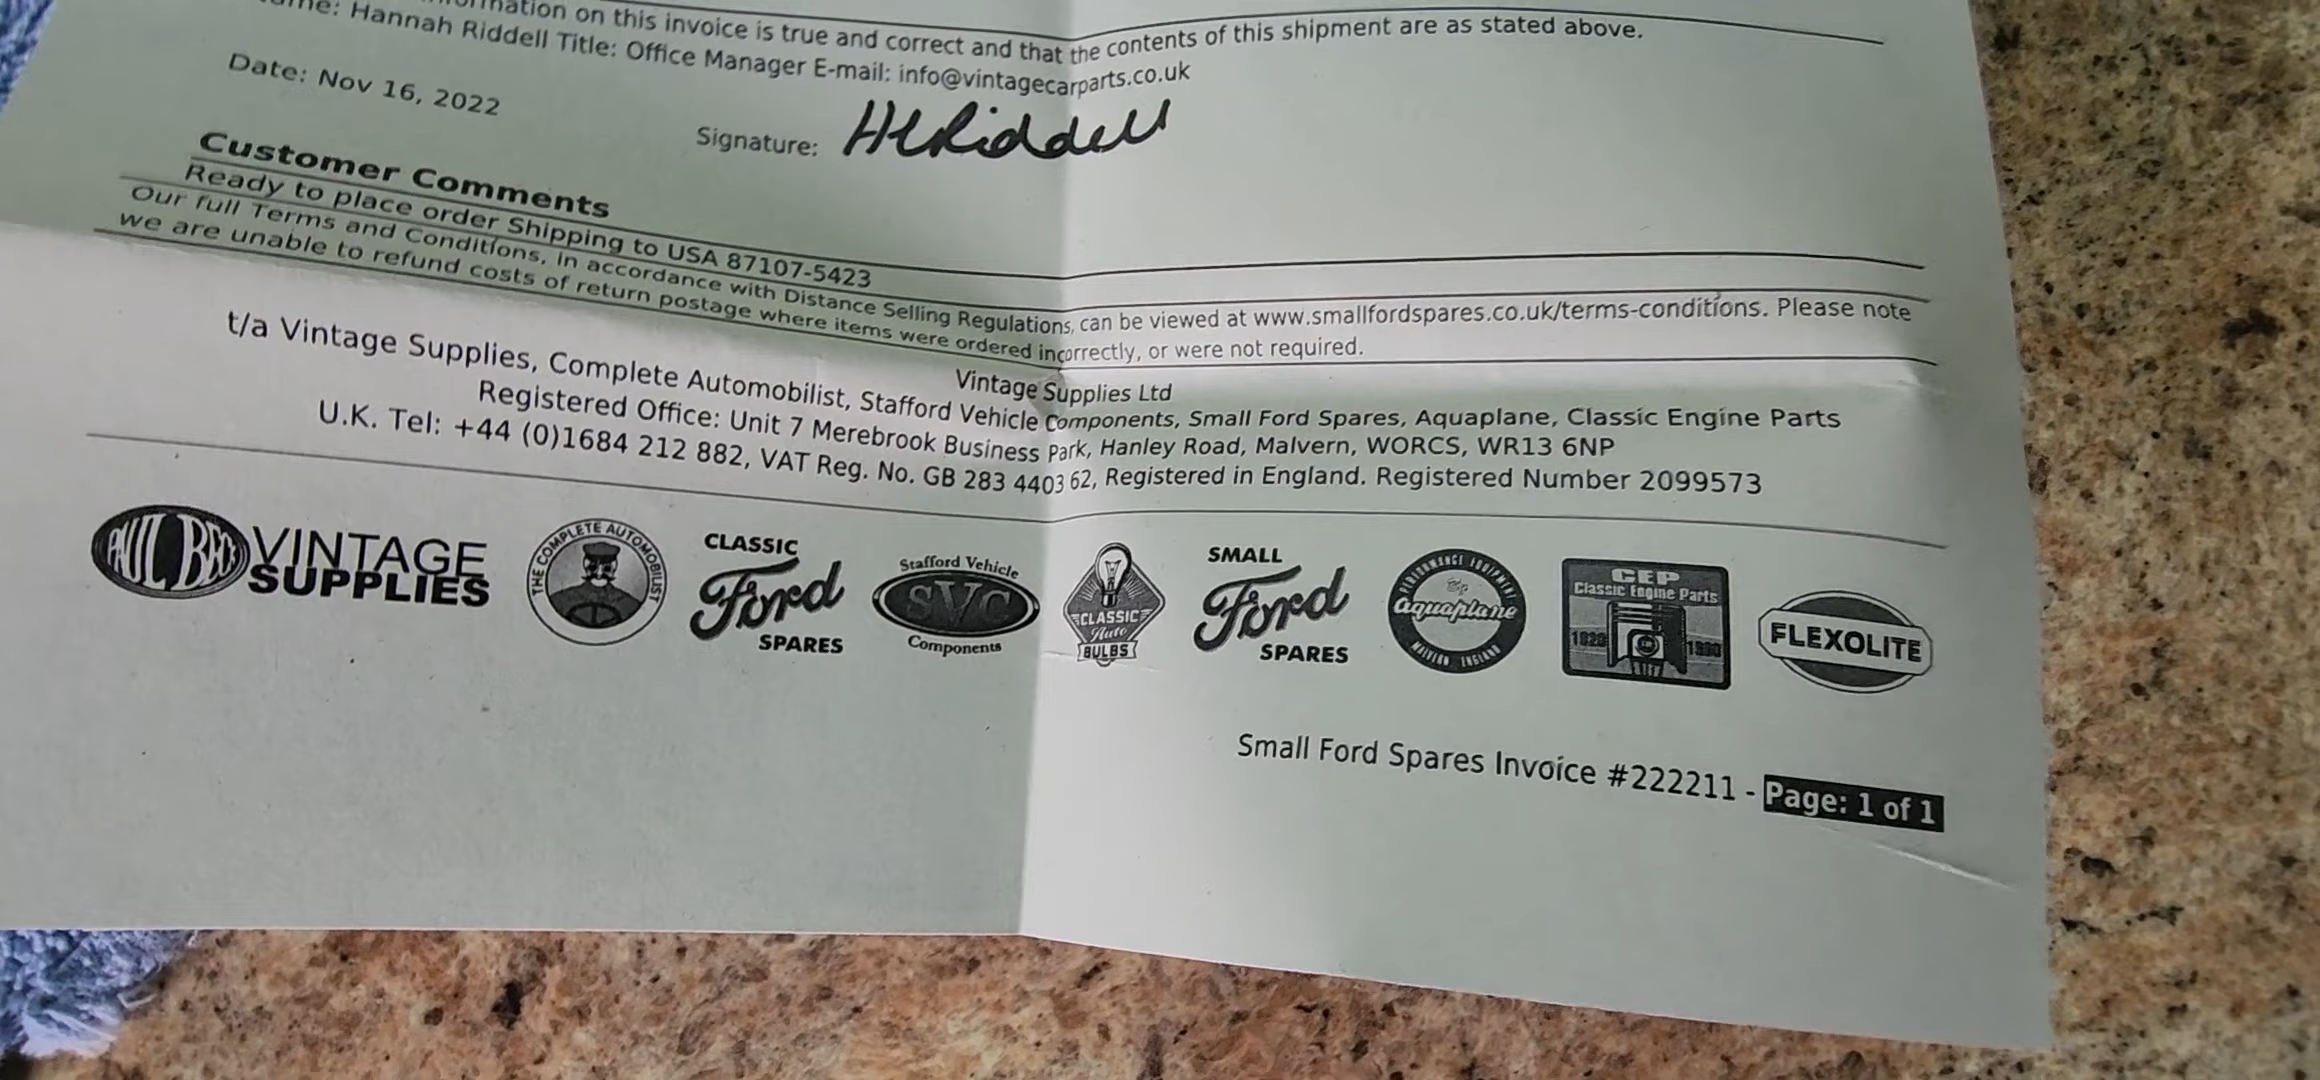 mation on this invoice is true and correct and that the contents of this shipment are as stated above.
Hannah Riddell Title: Office Manager E-mail: info@vintagecarparts.co.uk
Date: Nov 16, 2022
Signature: HLRiddell
Customer Comments
Ready to place order Shipping to USA 87107-5423
Our full Terms and Conditions, in accordance with Distance Selling Regulations, can be viewed at www.smallfordspares.co.uk/terms-conditions. Please note
we are unable to refund costs of return postage where items were ordered incorrectly, or were not required.
Vintage Supplies Ltd
t/a Vintage Supplies, Complete Automobilist, Stafford Vehicle Components, Small Ford Spares, Aquaplane, Classic Engine Parts
Registered Office: Unit 7 Merebrook Business Park, Hanley Road, Malvern, WORCS, WR13 6NP
U.K. Tel: +44 (0)1684 212 882, VAT Reg. No. GB 283 4403 62, Registered in England. Registered Number 2099573
VINTAGE
SUPPLIES
THE COMPLETE AUTOMOBILIST
CLASSIC
Ford
SPARES
Stafford Vehicle
SVC
Components
CLASSIC
Auto
BULBS
SMALL
Ford
SPARES
PERFORMANCE EQUIPMENT
By
aquaplane
MALVERN ENGLAND
CEP
Classic Engine Parts
1920
FLEXOLITE
Small Ford Spares Invoice #222211 - Page: 1 of 1